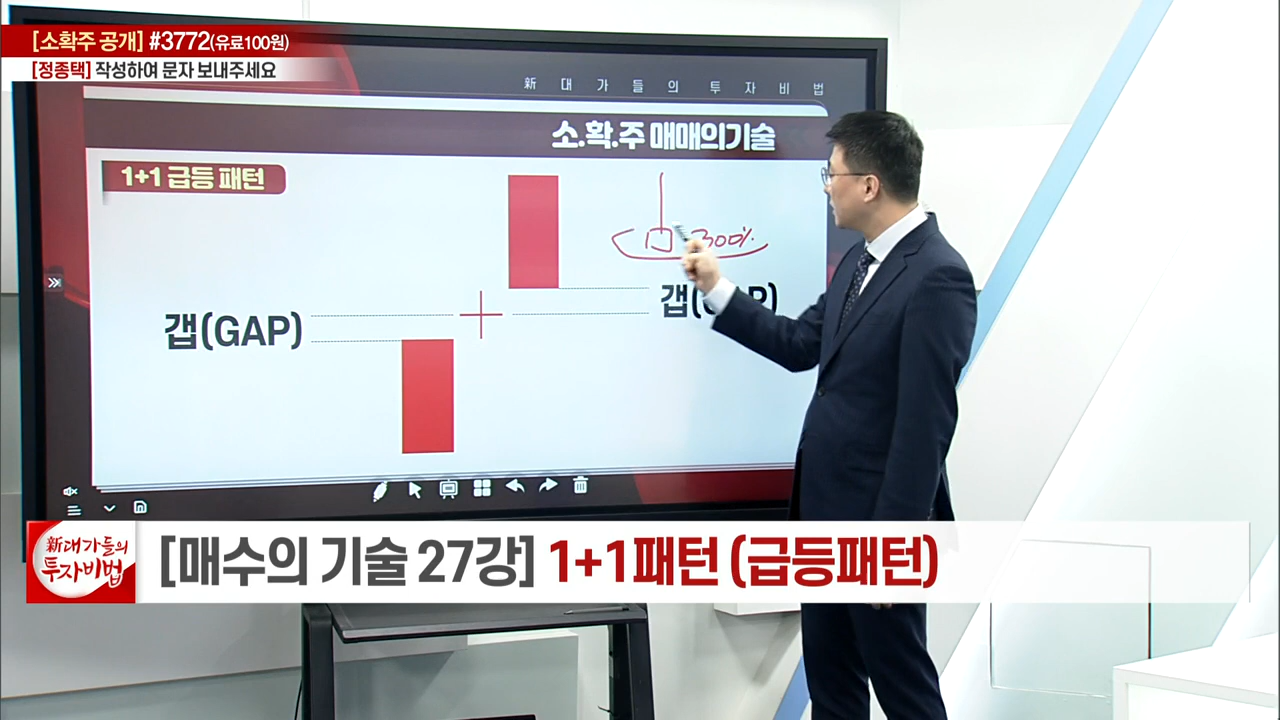 [소확주 공개] #3772(유료100원)
[정종택] 작성하여 문자 보내주세요
新 대 가 들 의 투 자 비 법
소.확.주 매매의기술
1+1 급등 패턴
300%
갭(GAP)
갭(GAP)
新대가들의
투자비법
[매수의 기술 27강] 1+1패턴 (급등패턴)